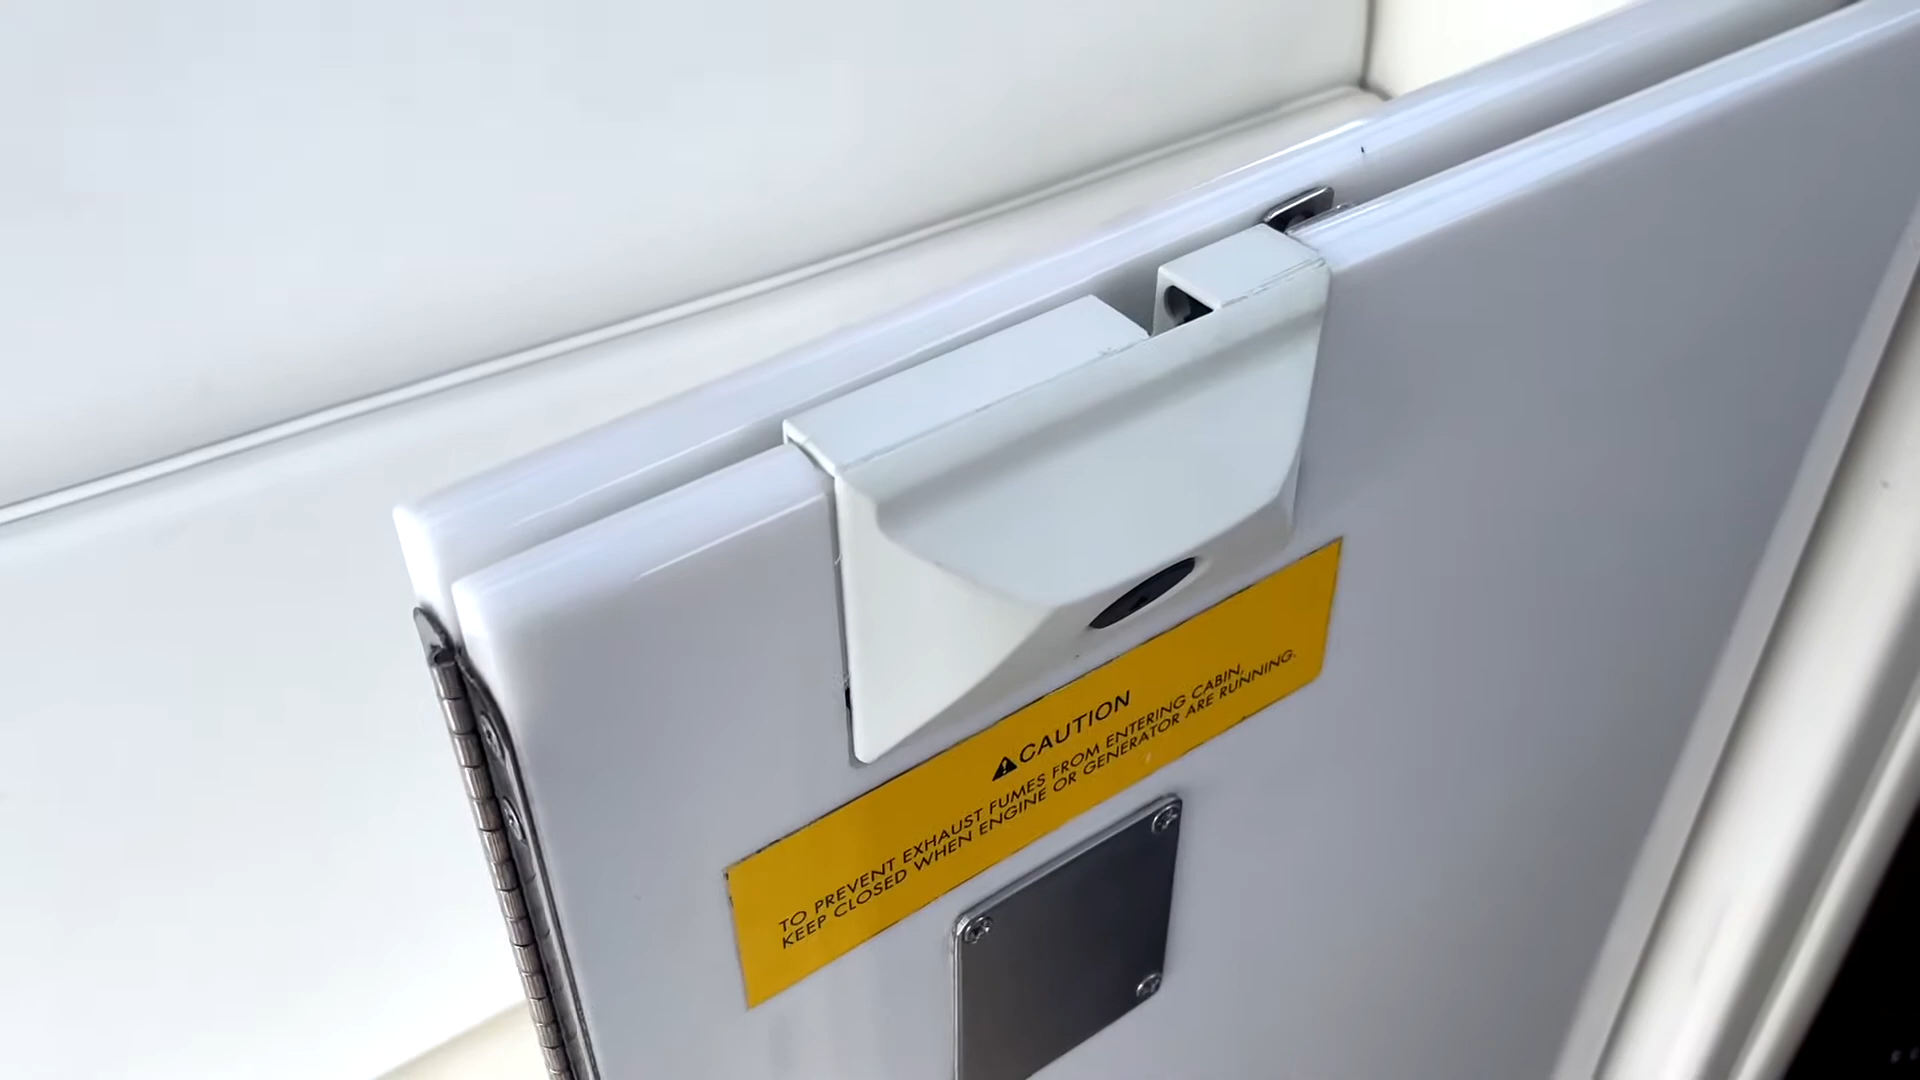 ⚠CAUTION
TO PREVENT EXHAUST FUMES FROM ENTERING CABIN,
KEEP CLOSED WHEN ENGINE OR GENERATOR ARE RUNNING.